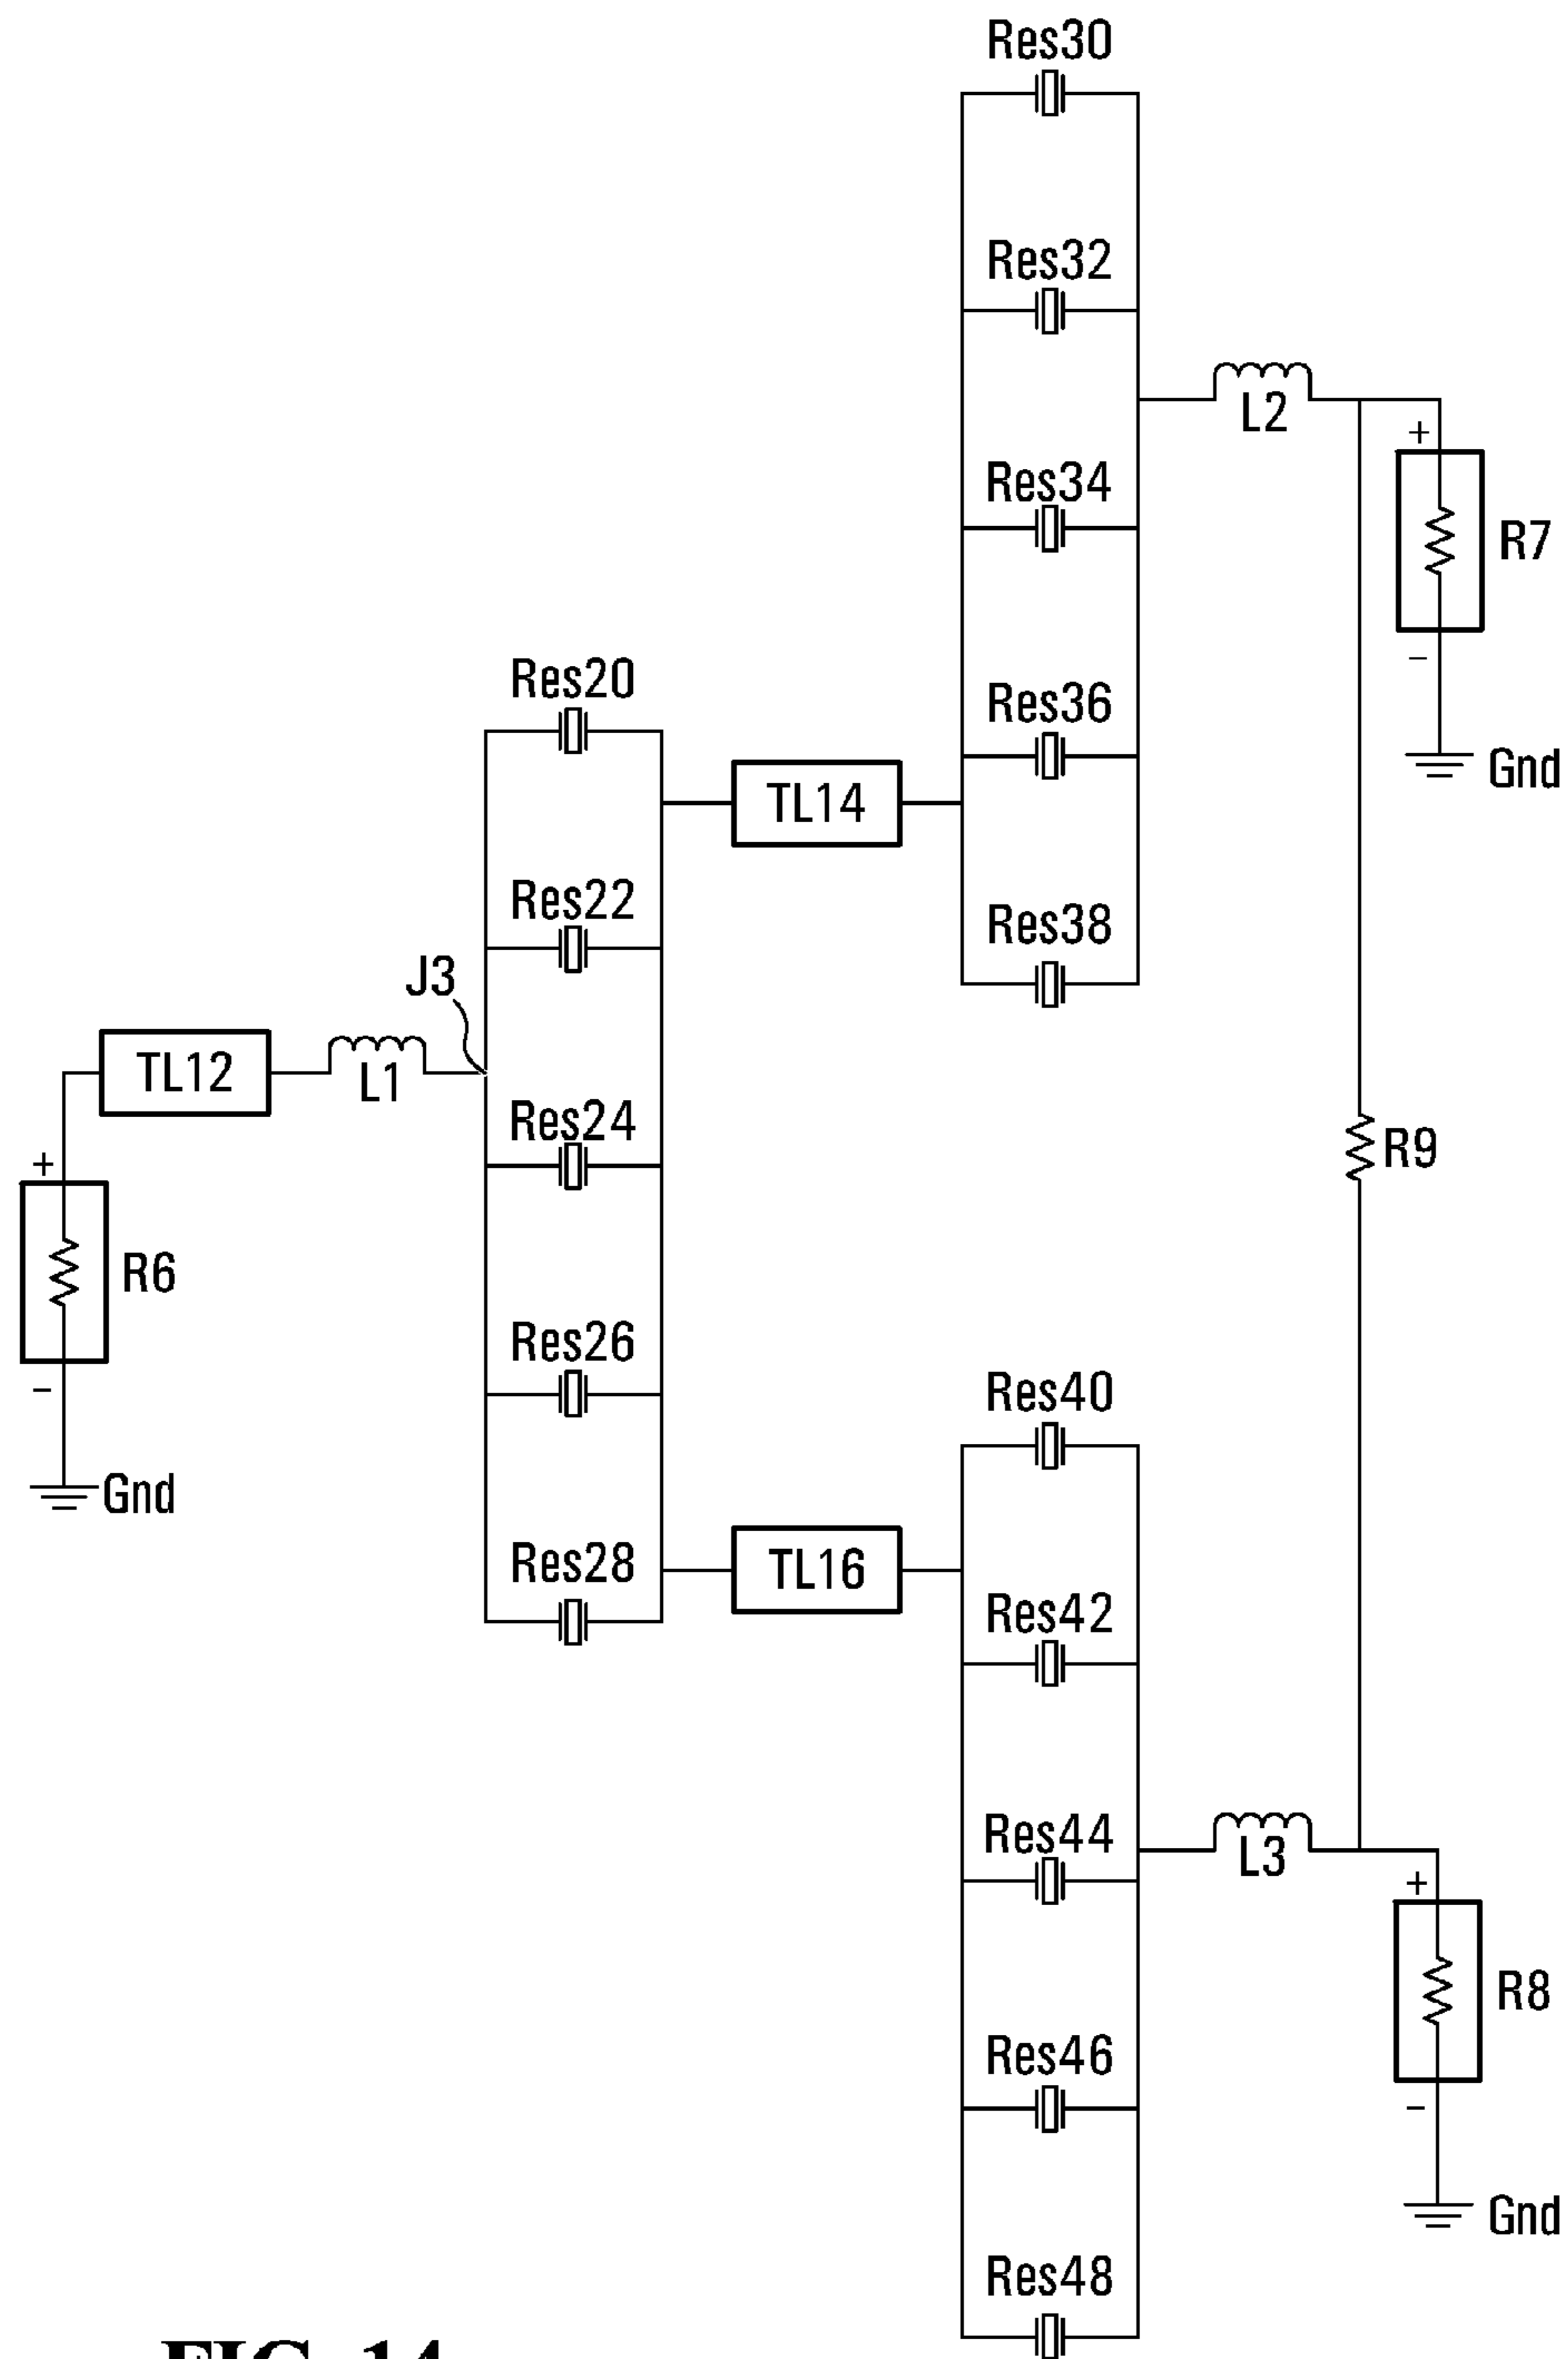 Res30
Res32
L2
+
Res34
R7
Res20
Res36
-
TL14
Gnd
Res22
Res38
J3
TL12
L1
Res24
R9
+
R6
Res26
Res40
-
Gnd
Res28
TL16
Res42
Res44
L3
+
R8
Res46
-
Gnd
Res48
FIG. 14